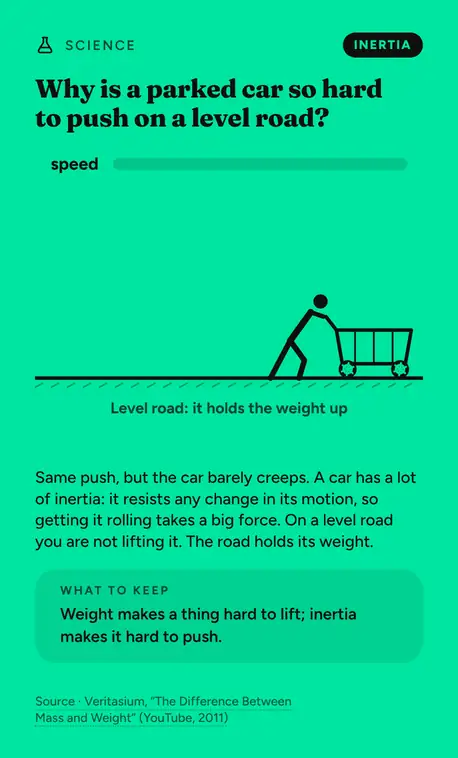 SCIENCE
INERTIA
Why is a parked car so hard
to push on a level road?
speed
Level road: it holds the weight up
Same push, but the car barely creeps. A car has a lot
of inertia: it resists any change in its motion, so
getting it rolling takes a big force. On a level road
you are not lifting it. The road holds its weight.
WHAT TO KEEP
Weight makes a thing hard to lift; inertia
makes it hard to push.
Source · Veritasium, “The Difference Between
Mass and Weight” (YouTube, 2011)